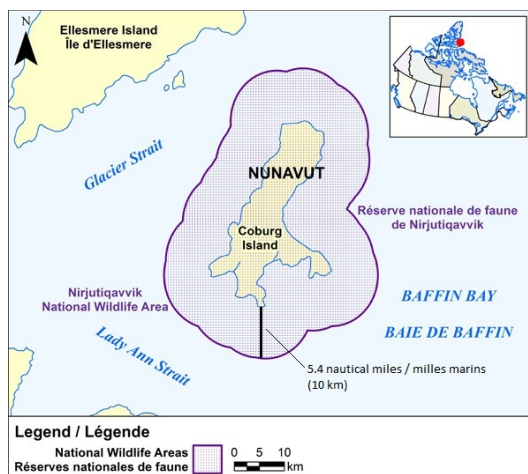 N
Ellesmere Island
Île d'Ellesmere
Glacier Strait
NUNAVUT
Réserve nationale de faune
de Nirjutiqavvik
Coburg
Island
Nirjutiqavvik
National Wildlife Area
BAFFIN BAY
BAIE DE BAFFIN
Lady Ann Strait
5.4 nautical miles / milles marins
(10 km)
Legend / Légende
National Wildlife Areas
Réserves nationales de faune
0 5 10
km